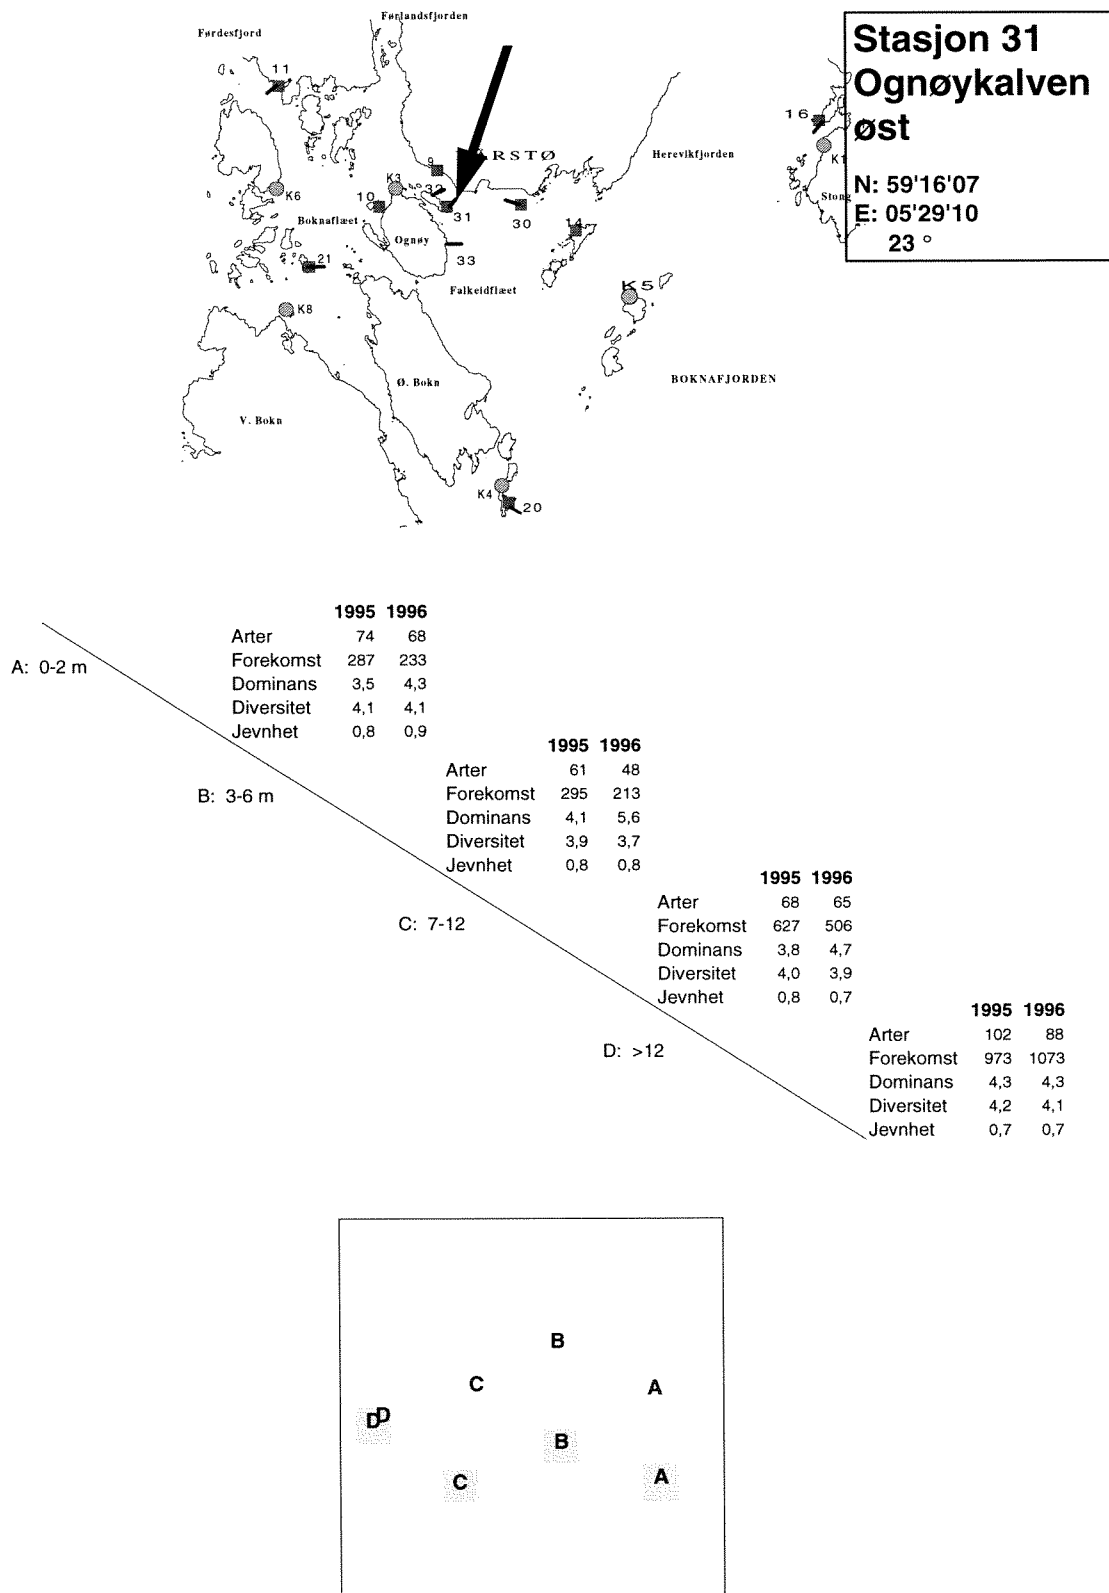 Førlandsfjorden
Førdesfjord
Stasjon 31
Ognøykalven
øst
N: 59'16'07
E: 05'29'10
23 °
11
16
K1
Stong
9
ÅRSTØ
Herevikfjorden
K6
K3
32
10
31
30
14
Boknaflæet
Ognøy
33
21
Falkeidflæet
K5
K8
Ø. Bokn
BOKNAFJORDEN
V. Bokn
K4
20
1995 1996
Arter 74 68
A: 0-2 m
Forekomst 287 233
Dominans 3,5 4,3
Diversitet 4,1 4,1
Jevnhet 0,8 0,9
1995 1996
Arter 61 48
B: 3-6 m
Forekomst 295 213
Dominans 4,1 5,6
Diversitet 3,9 3,7
Jevnhet 0,8 0,8
1995 1996
Arter 68 65
C: 7-12
Forekomst 627 506
Dominans 3,8 4,7
Diversitet 4,0 3,9
Jevnhet 0,8 0,7
1995 1996
Arter 102 88
D: >12
Forekomst 973 1073
Dominans 4,3 4,3
Diversitet 4,2 4,1
Jevnhet 0,7 0,7
B
C
A
D
D
B
C
A